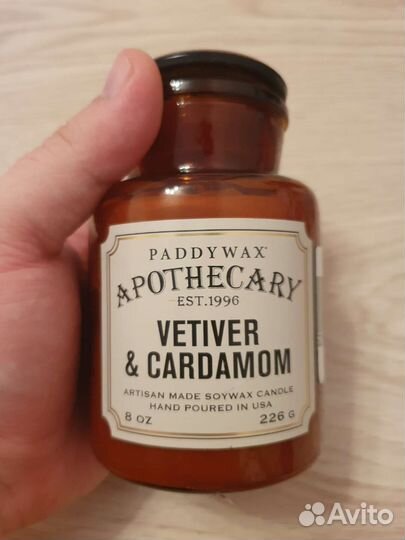 PADDYWAX®
APOTHECARY
EST.1996
VETIVER
& CARDAMOM
ARTISAN MADE SOYWAX CANDLE
HAND POURED IN USA
8 OZ 226 G
Avito